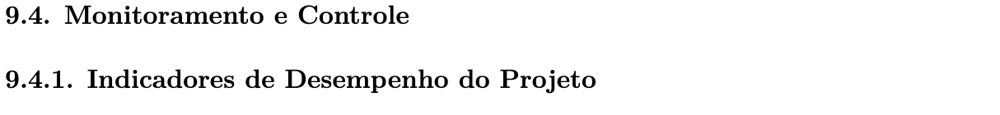 9.4. Monitoramento e Controle
9.4.1. Indicadores de Desempenho do Projeto